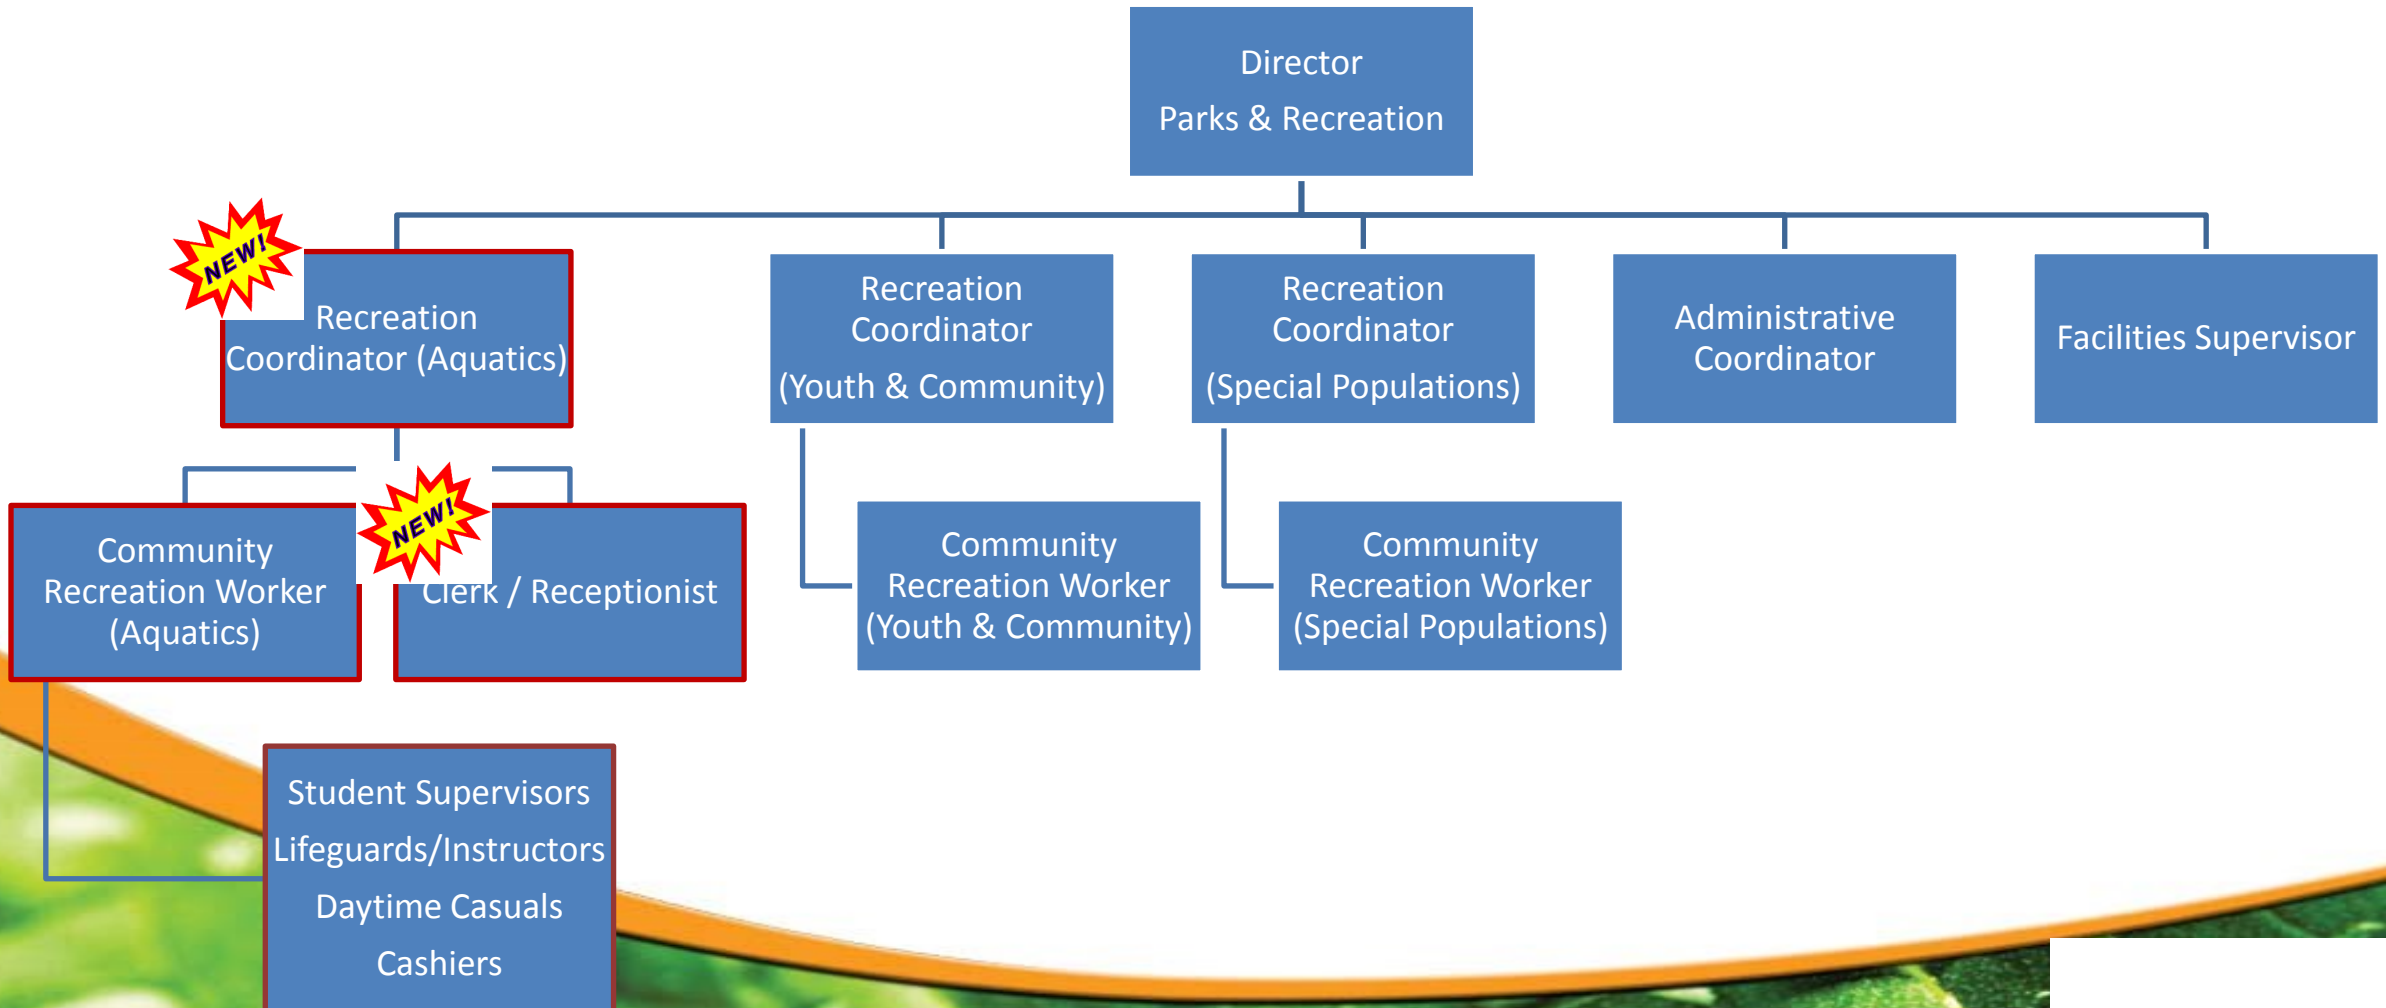 Director
Parks & Recreation
NEW!
Recreation
Coordinator (Aquatics)
Recreation
Coordinator
(Youth & Community)
Recreation
Coordinator
(Special Populations)
Administrative
Coordinator
Facilities Supervisor
Community
Recreation Worker
(Aquatics)
NEW!
Clerk / Receptionist
Community
Recreation Worker
(Youth & Community)
Community
Recreation Worker
(Special Populations)
Student Supervisors
Lifeguards/Instructors
Daytime Casuals
Cashiers